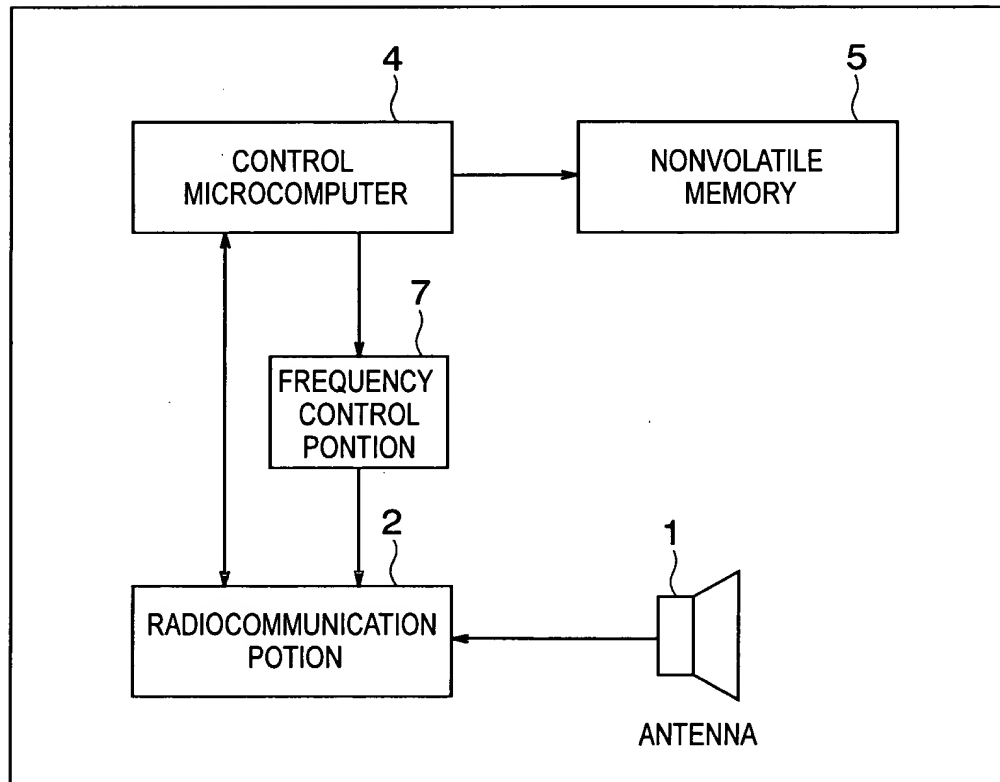 4
CONTROL
MICROCOMPUTER
5
NONVOLATILE
MEMORY
7
FREQUENCY
CONTROL
PONTION
2
RADIOCOMMUNICATION
POTION
1
ANTENNA